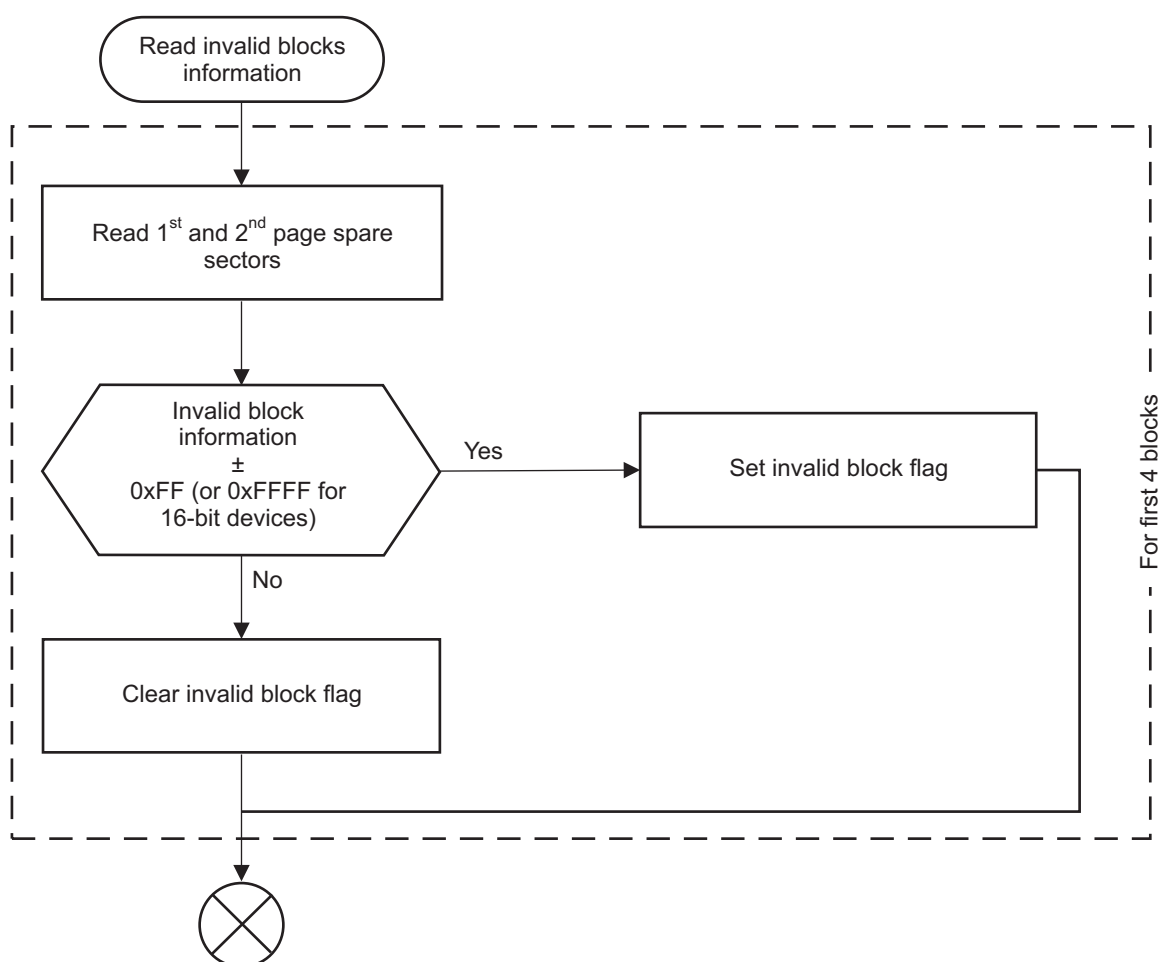 Read invalid blocks
information
Read 1st and 2nd page spare
sectors
Invalid block
information
±
0xFF (or 0xFFFF for
16-bit devices)
Yes
Set invalid block flag
No
Clear invalid block flag
For first 4 blocks